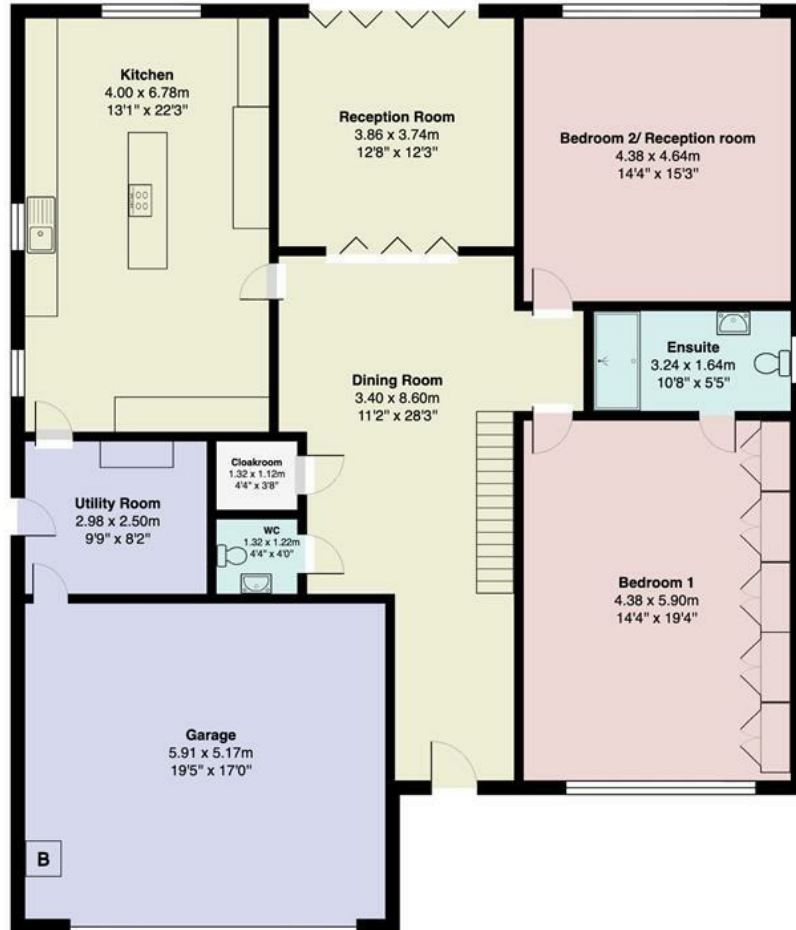 Kitchen
4.00 x 6.78m
13'1" x 22'3"
Reception Room
3.86 x 3.74m
12'8" x 12'3"
Bedroom 2/ Reception room
4.38 x 4.64m
14'4" x 15'3"
Ensuite
3.24 x 1.64m
10'8" x 5'5"
Dining Room
3.40 x 8.60m
11'2" x 28'3"
Cloakroom
1.32 x 1.12m
4'4" x 3'8"
Utility Room
2.98 x 2.50m
9'9" x 8'2"
WC
1.32 x 1.22m
4'4" x 4'0"
Bedroom 1
4.38 x 5.90m
14'4" x 19'4"
Garage
5.91 x 5.17m
19'5" x 17'0"
B